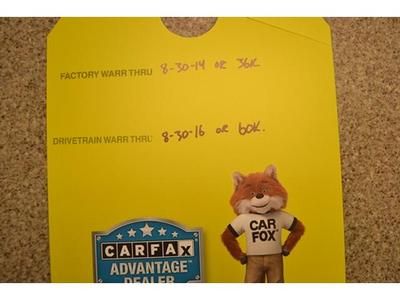 FACTORY WARR THRU 8-30-14 OR 36K
DRIVETRAIN WARR THRU 8-30-16 OR 60K.
CAR
FOX
CARFAX
ADVANTAGE
DEALER